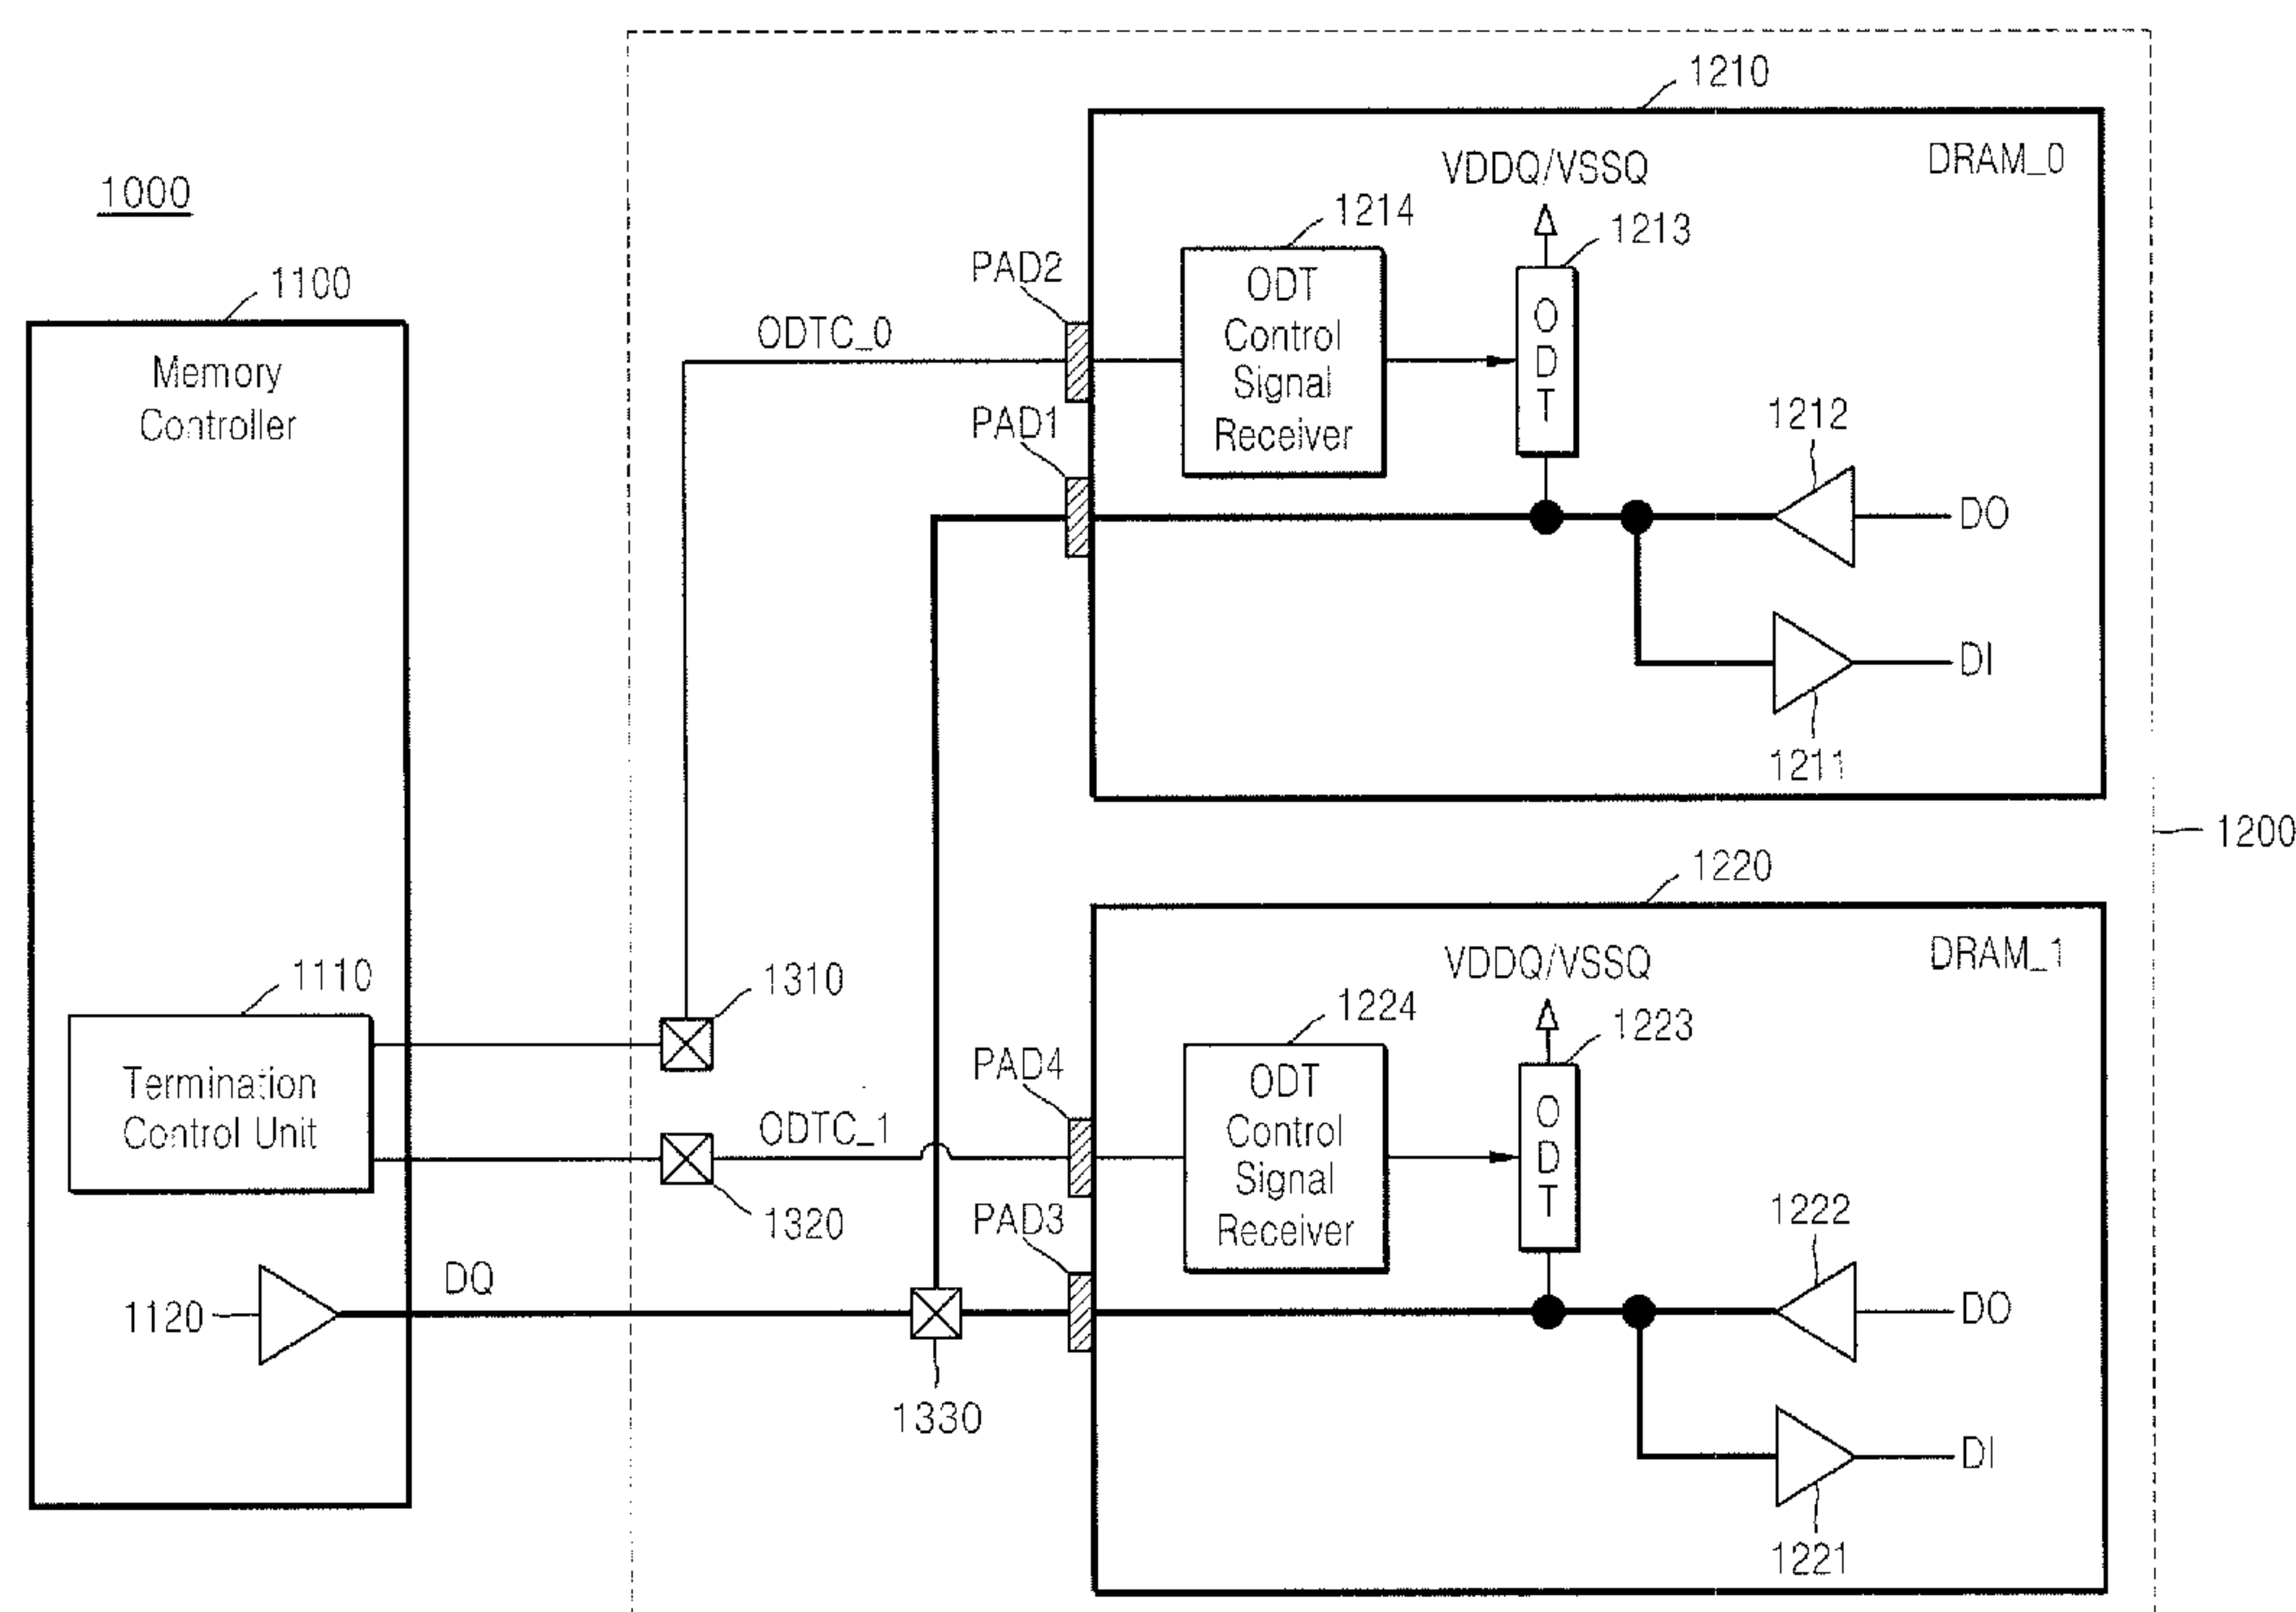 1000
1100
Memory
Controller
1110
Termination
Control Unit
1120
DQ
1310
1320
1330
ODTC_0
ODTC_1
PAD2
PAD1
1210
DRAM_0
VDDQ/VSSQ
1214
1213
ODT
Control
Signal
Receiver
ODT
1212
DO
DI
1211
1200
PAD4
PAD3
1220
DRAM_1
VDDQ/VSSQ
1224
1223
ODT
Control
Signal
Receiver
ODT
1222
DO
DI
1221